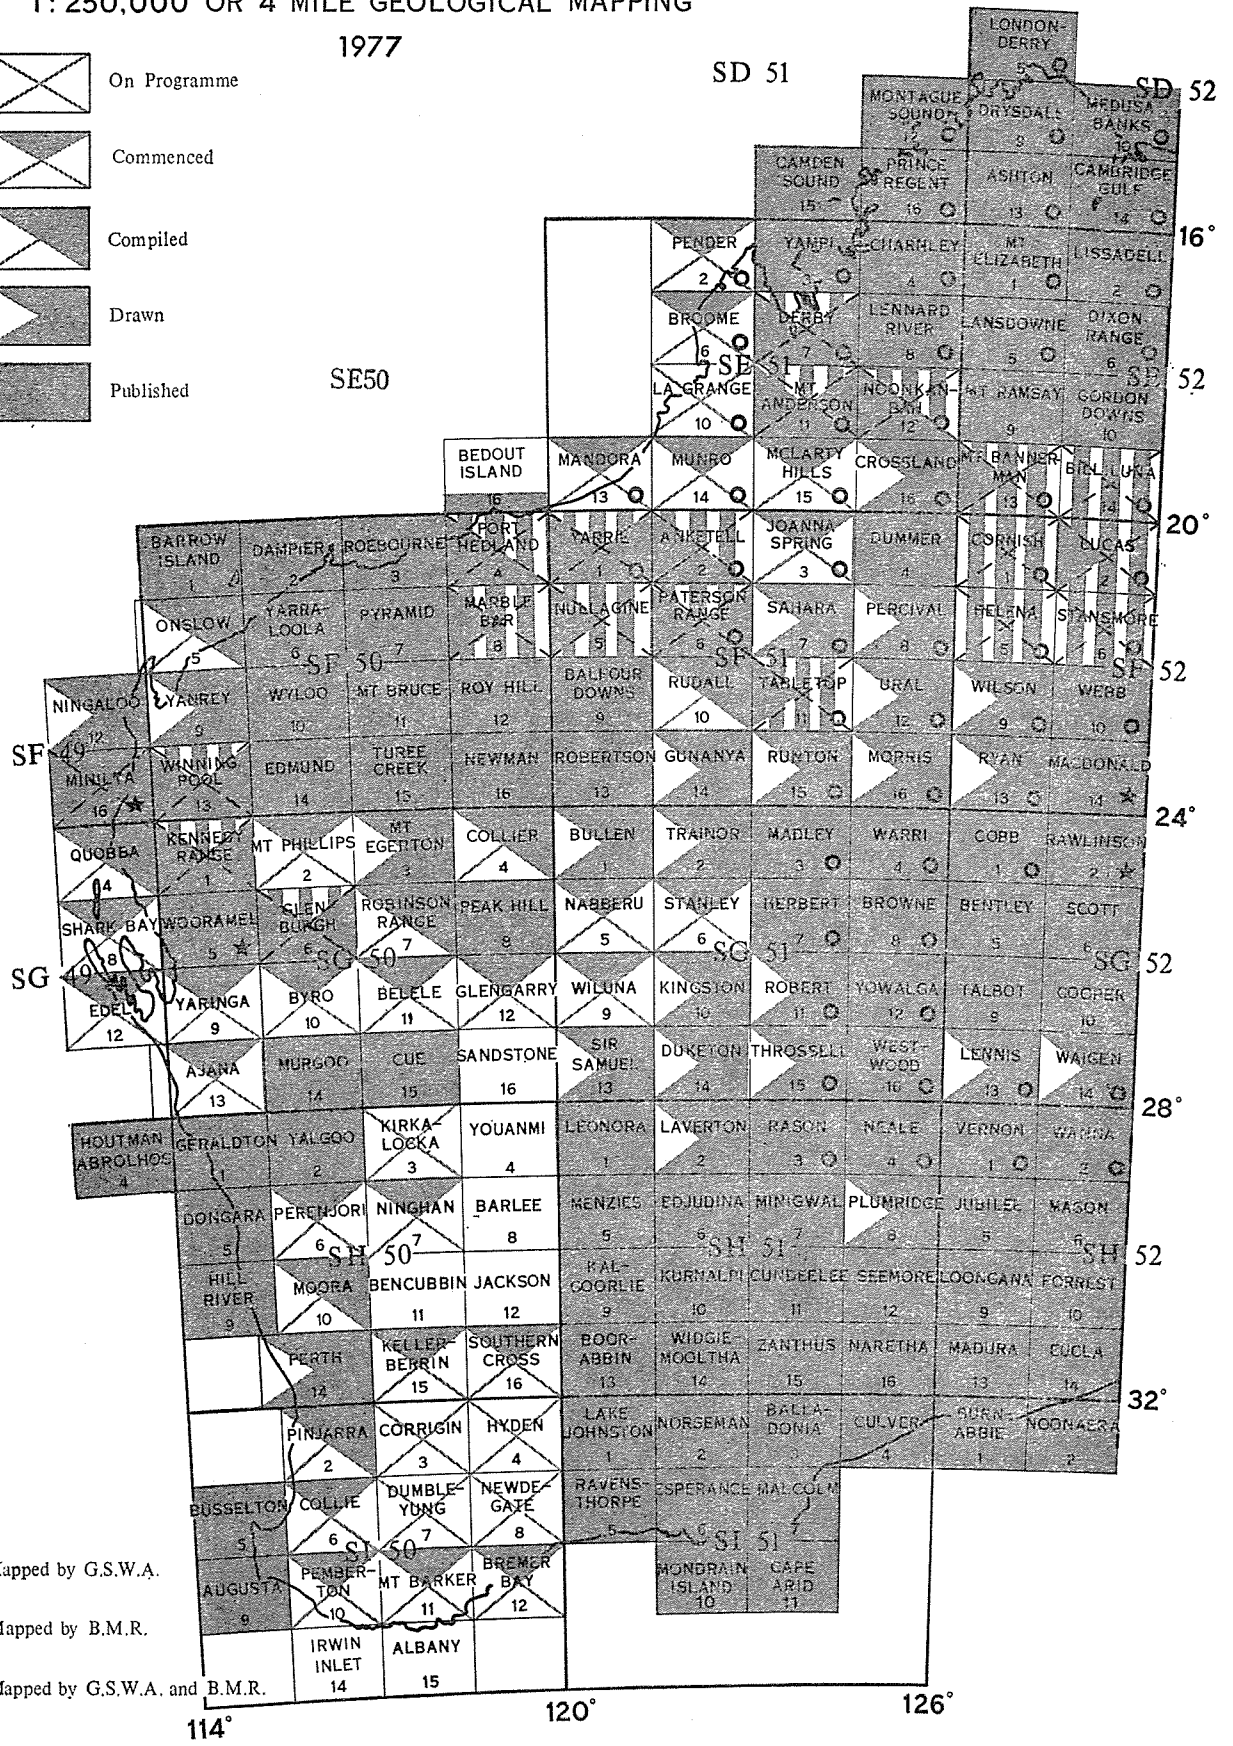 1:250,000 OR 4 MILE GEOLOGICAL MAPPING
1977
On Programme
Commenced
Compiled
Drawn
Published
SD 51
SD 52
SE50
LONDON-
DERRY
5
MONTAGUE
SOUND
12
DRYSDALE
9
MEDUSA
BANKS
10
CAMDEN
SOUND
15
PRINCE
REGENT
16
ASHTON
13
CAMBRIDGE
GULF
14
16°
PENDER
2
YAMPI
3
CHARNLEY
4
MT
ELIZABETH
1
LISSADELL
2
BROOME
6
DERBY
7
LENNARD
RIVER
8
LANSDOWNE
5
DIXON
RANGE
6
SE 51
SE 52
LA GRANGE
10
MT
ANDERSON
11
NOONKAN-
BAH
12
MT RAMSAY
9
GORDON
DOWNS
10
BEDOUT
ISLAND
16
MANDORA
13
MUNRO
14
MCLARTY
HILLS
15
CROSSLAND
16
MT BANNER
MAN
13
BILLILUNA
14
20°
BARROW
ISLAND
1
DAMPIER
2
ROEBOURNE
3
PORT
HEDLAND
4
YARRIE
1
ANKETELL
2
JOANNA
SPRING
3
DUMMER
4
CORNISH
1
LUCAS
2
ONSLOW
5
YARRA-
LOOLA
6
PYRAMID
7
MARBLE
BAR
8
NULLAGINE
5
PATERSON
RANGE
6
SAHARA
7
PERCIVAL
8
HELENA
5
STANSMORE
6
SF 50
SF 51
SF 52
NINGALOO
12
YANREY
9
WYLOO
10
MT BRUCE
11
ROY HILL
12
BALFOUR
DOWNS
9
RUDALL
10
TABLETOP
11
URAL
12
WILSON
9
WEBB
10
SF 49
MINILYA
16
WINNING
POOL
13
EDMUND
14
TUREE
CREEK
15
NEWMAN
16
ROBERTSON
13
GUNANYA
14
RUNTON
15
MORRIS
16
RYAN
13
MACDONALD
14
24°
QUOBBA
4
KENNEDY
RANGE
1
MT PHILLIPS
2
MT
EGERTON
3
COLLIER
4
BULLEN
1
TRAINOR
2
MADLEY
3
WARRI
4
COBB
1
RAWLINSON
2
SHARK BAY
8
WOORAMEL
5
GLEN-
BURGH
6
ROBINSON
RANGE
7
PEAK HILL
8
NABBERU
5
STANLEY
6
HERBERT
7
BROWNE
8
BENTLEY
5
SCOTT
6
SG 49
SG 50
SG 51
SG 52
EDEL
12
YARINGA
9
BYRO
10
BELELE
11
GLENGARRY
12
WILUNA
9
KINGSTON
10
ROBERT
11
YOWALGA
12
TALBOT
9
COOPER
10
AJANA
13
MURGOO
14
CUE
15
SANDSTONE
16
SIR
SAMUEL
13
DUKETON
14
THROSSELL
15
WEST-
WOOD
16
LENNIS
13
WAIGEN
14
28°
HOUTMAN
ABROLHOS
4
GERALDTON
1
YALGOO
2
KIRKA-
LOCKA
3
YOUANMI
4
LEONORA
1
LAVERTON
2
RASON
3
NEALE
4
VERNON
1
WANNA
2
DONGARA
5
PERENJORI
6
NINGHAN
7
BARLEE
8
MENZIES
5
EDJUDINA
6
MINIGWAL
7
PLUMRIDGE
8
JUBILEE
5
MASON
6
SH 50
SH 51
SH 52
HILL
RIVER
9
MOORA
10
BENCUBBIN
11
JACKSON
12
KAL-
GOORLIE
9
KURNALPI
10
CUNDEELEE
11
SEEMORE
12
LOONGANA
9
FORREST
10
PERTH
14
KELLER-
BERRIN
15
SOUTHERN
CROSS
16
BOOR-
ABBIN
13
WIDGIE-
MOOLTHA
14
ZANTHUS
15
NARETHA
16
MADURA
13
EUCLA
14
32°
PINJARRA
2
CORRIGIN
3
HYDEN
4
LAKE
JOHNSTON
1
NORSEMAN
2
BALLA-
DONIA
3
CULVER
4
BURN-
ABBIE
1
NOONAERA
2
BUSSELTON
5
COLLIE
6
DUMBLE-
YUNG
7
NEWDE-
GATE
8
RAVENS-
THORPE
5
ESPERANCE
6
MALCOLM
7
SI 50
SI 51
AUGUSTA
9
PEMBER-
TON
10
MT BARKER
11
BREMER
BAY
12
MONDRAIN
ISLAND
10
CAPE
ARID
11
IRWIN
INLET
14
ALBANY
15
apped by G.S.W.A.
Mapped by B.M.R.
Mapped by G.S.W.A. and B.M.R.
114°
120°
126°